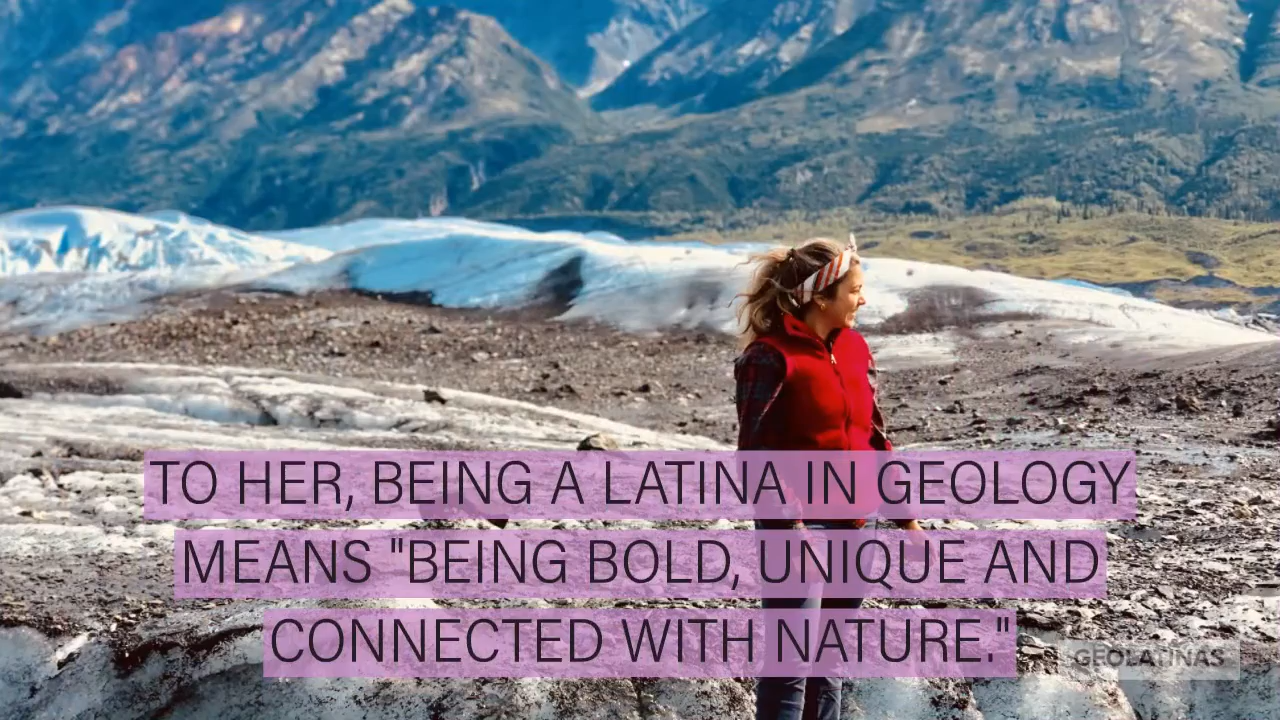 TO HER, BEING A LATINA IN GEOLOGY
MEANS "BEING BOLD, UNIQUE AND
CONNECTED WITH NATURE."
GEOLATINAS